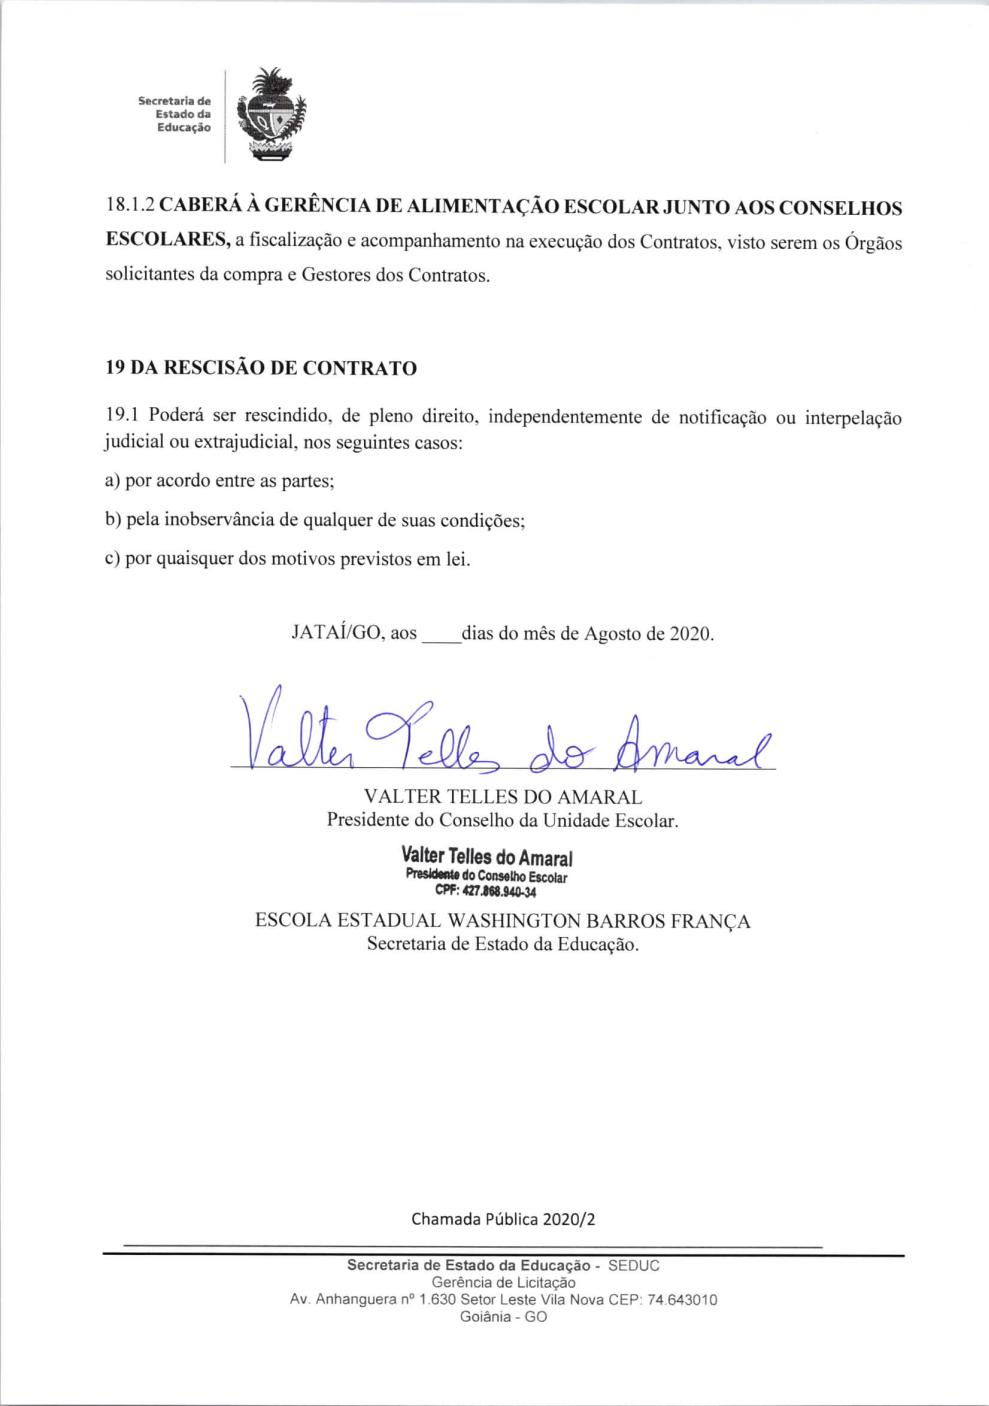 Secretaria de
Estado da
Educação
18.1.2 CABERÁ À GERÊNCIA DE ALIMENTAÇÃO ESCOLAR JUNTO AOS CONSELHOS
ESCOLARES, a fiscalização e acompanhamento na execução dos Contratos, visto serem os Órgãos
solicitantes da compra e Gestores dos Contratos.
19 DA RESCISÃO DE CONTRATO
19.1 Poderá ser rescindido, de pleno direito, independentemente de notificação ou interpelação
judicial ou extrajudicial, nos seguintes casos:
a) por acordo entre as partes;
b) pela inobservância de qualquer de suas condições;
c) por quaisquer dos motivos previstos em lei.
JATAÍ/GO, aos ____dias do mês de Agosto de 2020.
Valter Telles do Amaral
VALTER TELLES DO AMARAL
Presidente do Conselho da Unidade Escolar.
Valter Telles do Amaral
Presidente do Conselho Escolar
CPF: 427.868.940-34
ESCOLA ESTADUAL WASHINGTON BARROS FRANÇA
Secretaria de Estado da Educação.
Chamada Pública 2020/2
Secretaria de Estado da Educação - SEDUC
Gerência de Licitação
Av. Anhanguera nº 1.630 Setor Leste Vila Nova CEP: 74.643010
Goiânia - GO